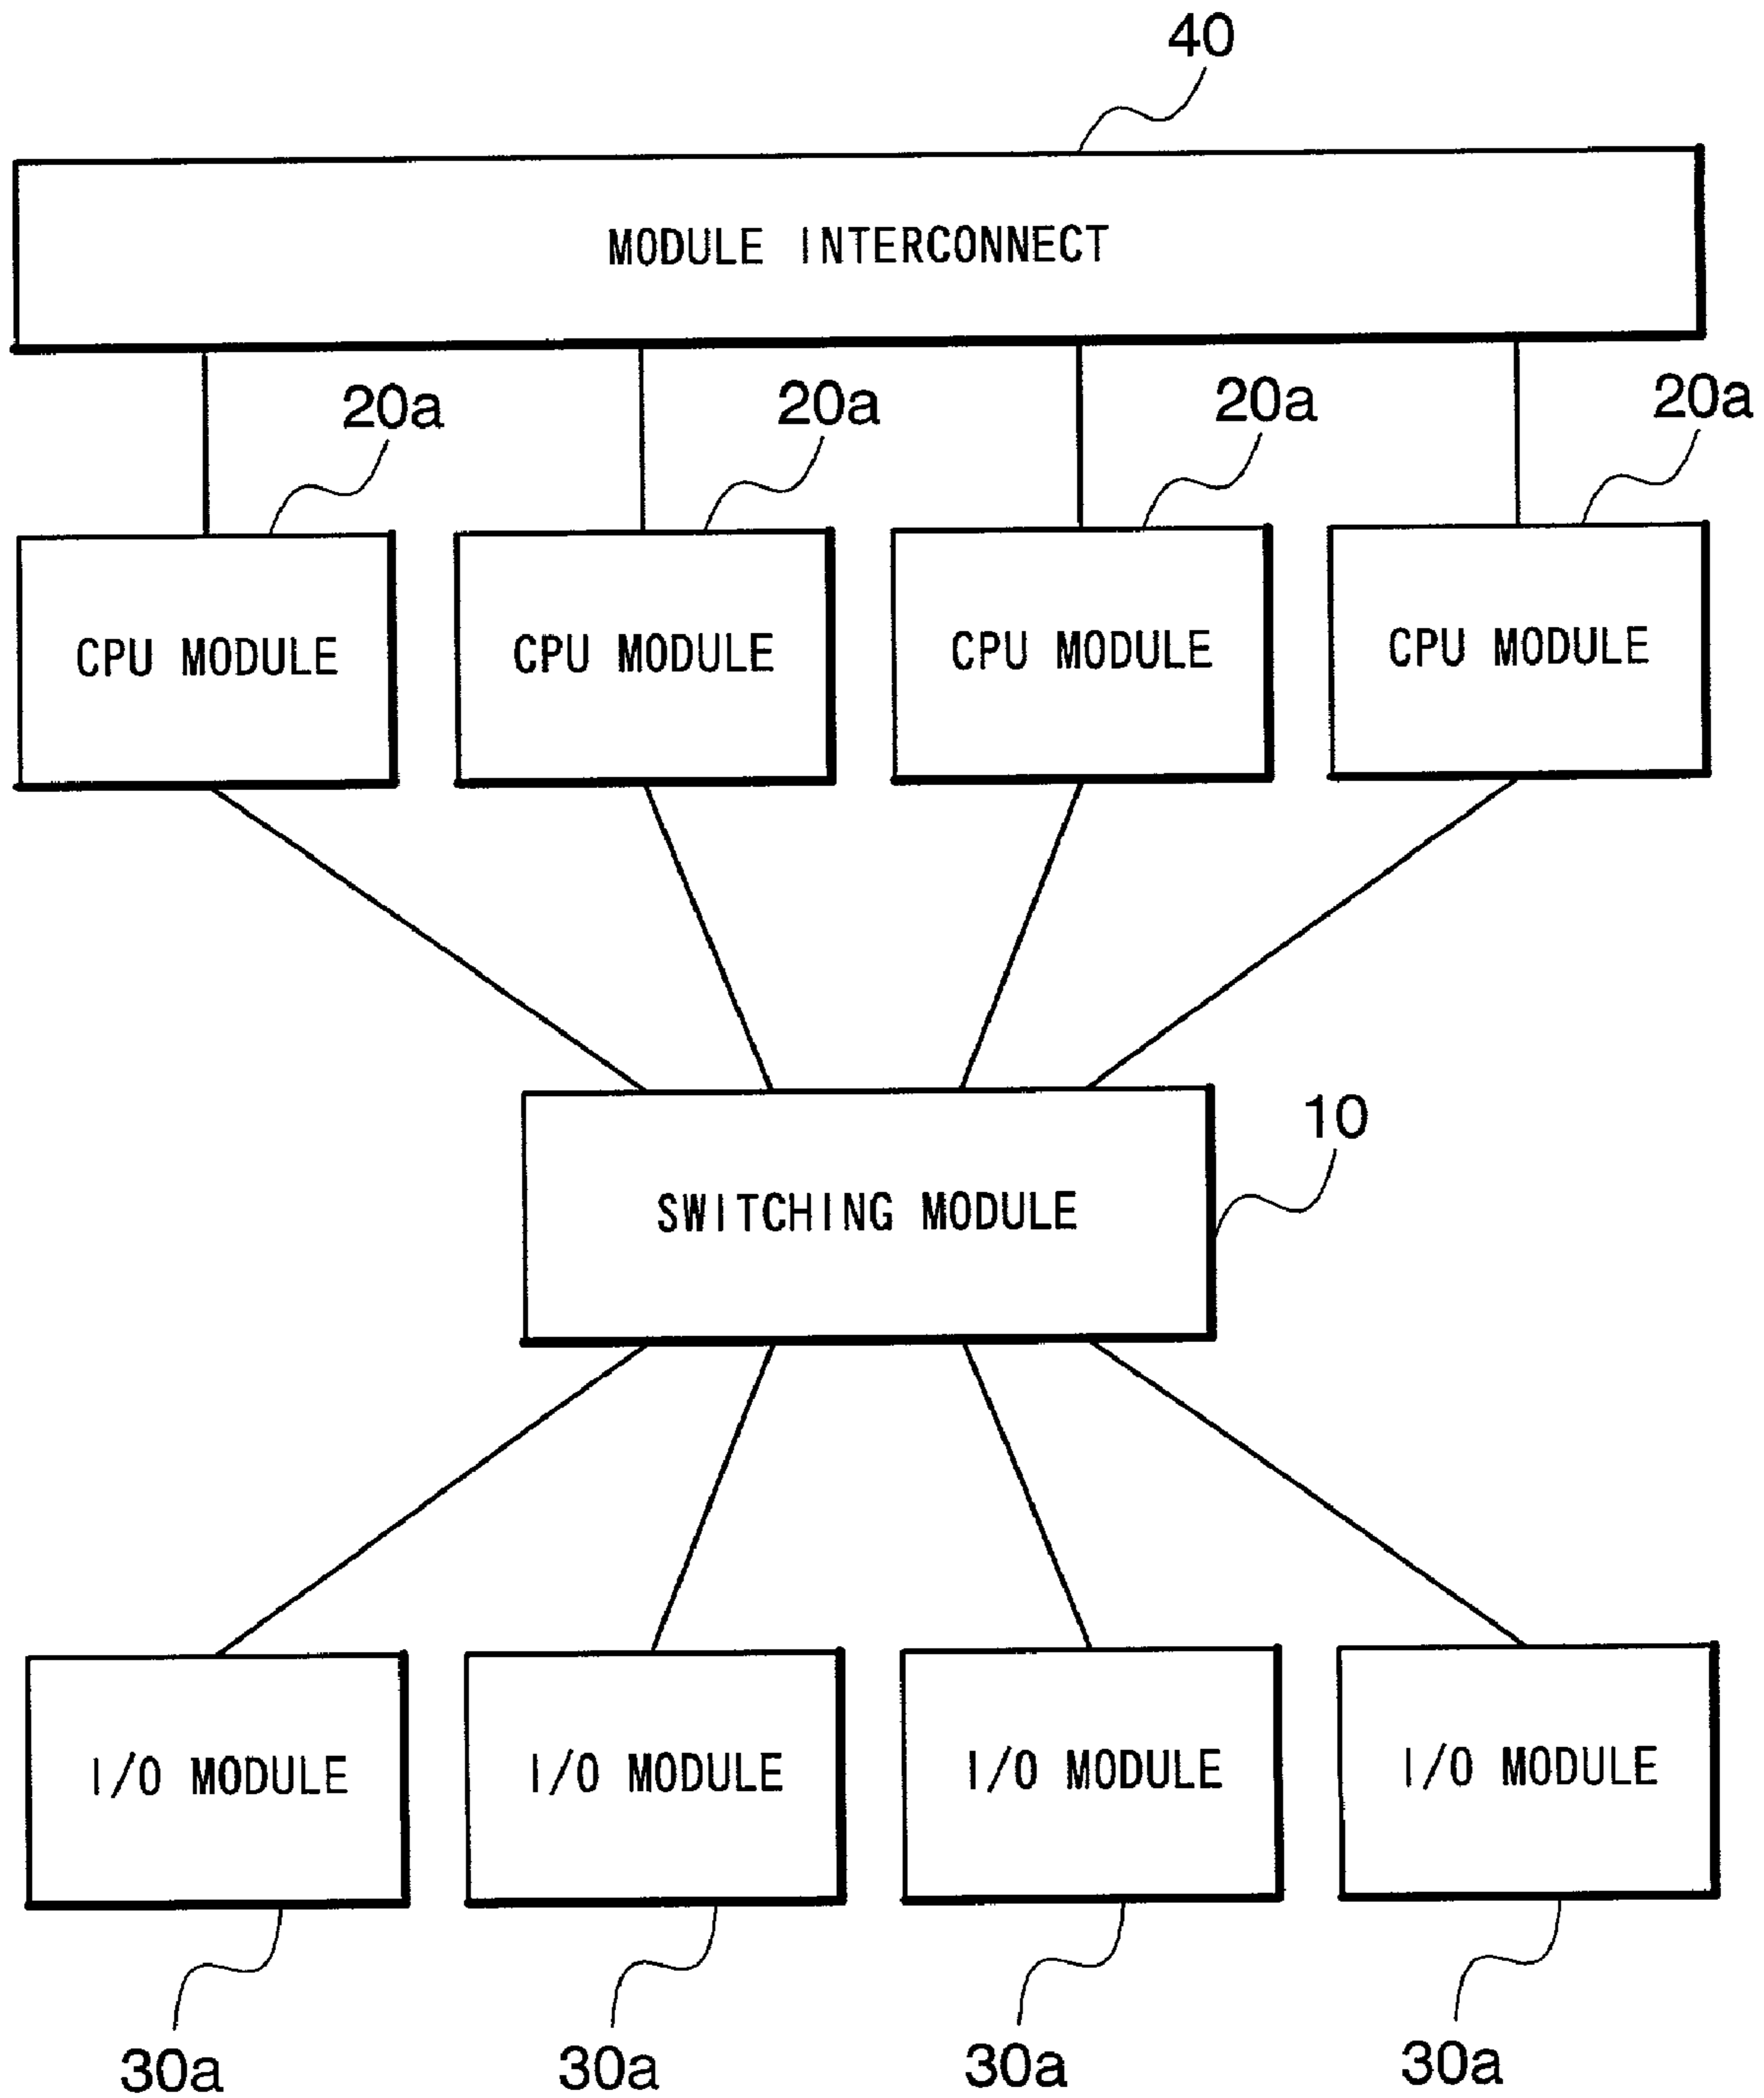 40
MODULE INTERCONNECT
20a 20a 20a 20a
CPU MODULE CPU MODULE CPU MODULE CPU MODULE
10
SWITCHING MODULE
I/O MODULE I/O MODULE I/O MODULE I/O MODULE
30a 30a 30a 30a